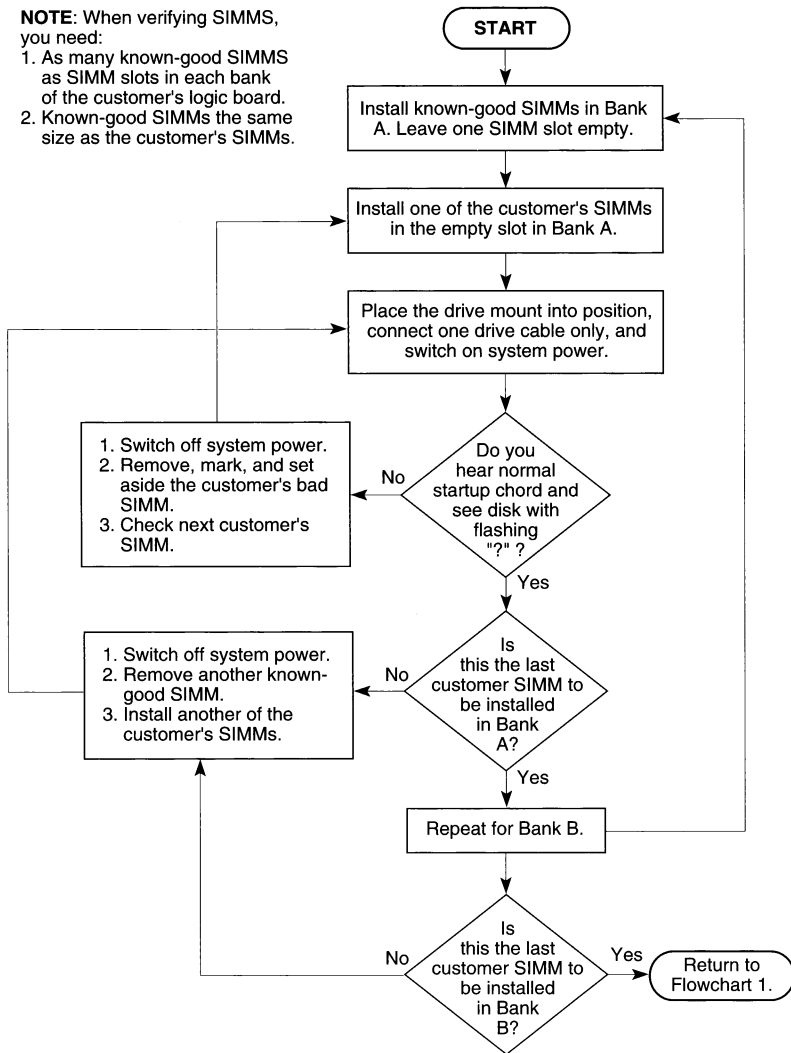 NOTE: When verifying SIMMS,
you need:
1. As many known-good SIMMS
as SIMM slots in each bank
of the customer's logic board.
2. Known-good SIMMs the same
size as the customer's SIMMs.
START
Install known-good SIMMs in Bank
A. Leave one SIMM slot empty.
Install one of the customer's SIMMs
in the empty slot in Bank A.
Place the drive mount into position,
connect one drive cable only, and
switch on system power.
Do you
hear normal
startup chord and
see disk with
flashing
"?" ?
No
1. Switch off system power.
2. Remove, mark, and set
aside the customer's bad
SIMM.
3. Check next customer's
SIMM.
Yes
Is
this the last
customer SIMM to
be installed
in Bank
A?
No
1. Switch off system power.
2. Remove another known-
good SIMM.
3. Install another of the
customer's SIMMs.
Yes
Repeat for Bank B.
Is
this the last
customer SIMM to
be installed
in Bank
B?
No
Yes
Return to
Flowchart 1.